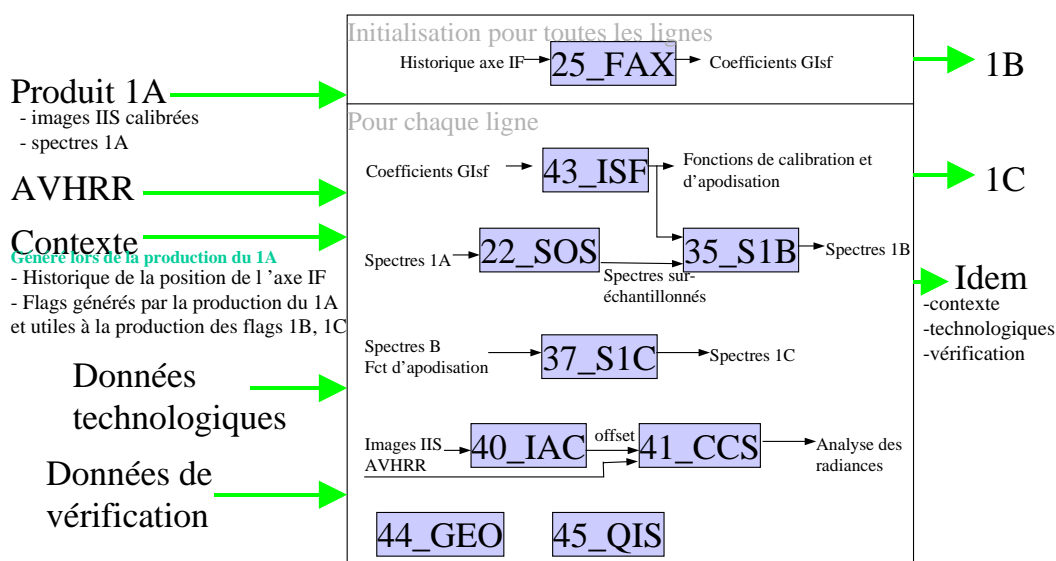 Initialisation pour toutes les lignes
Historique axe IF
25_FAX
Coefficients GIsf
1B
Produit 1A
- images IIS calibrées
- spectres 1A
Pour chaque ligne
Coefficients GIsf
43_ISF
Fonctions de calibration et
d'apodisation
1C
AVHRR
Contexte
Généré lors de la production du 1A
- Historique de la position de l 'axe IF
- Flags générés par la production du 1A
et utiles à la production des flags 1B, 1C
Spectres 1A
22_SOS
Spectres sur-
échantillonnés
35_S1B
Spectres 1B
Idem
-contexte
-technologiques
-vérification
Spectres B
Fct d'apodisation
37_S1C
Spectres 1C
Données
technologiques
Images IIS
AVHRR
40_IAC
offset
41_CCS
Analyse des
radiances
Données de
vérification
44_GEO
45_QIS